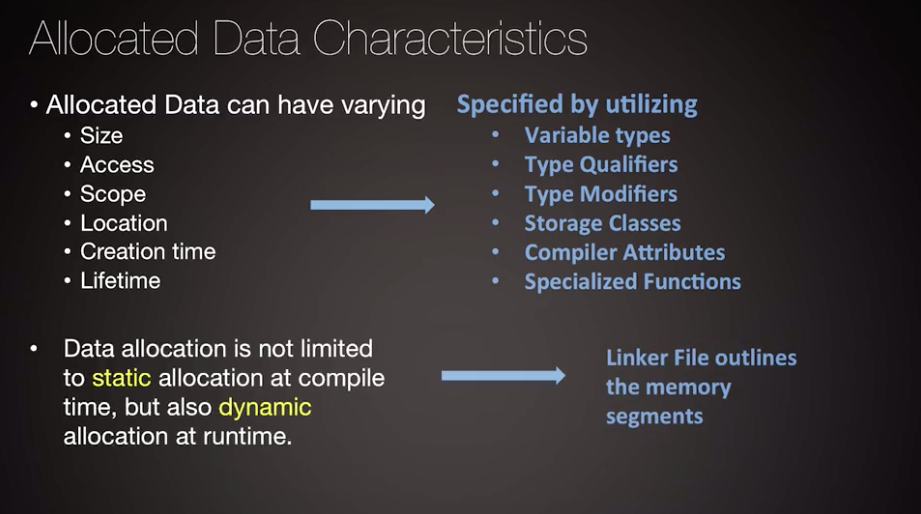 Allocated Data Characteristics
• Allocated Data can have varying
• Size
• Access
• Scope
• Location
• Creation time
• Lifetime
Specified by utilizing
• Variable types
• Type Qualifiers
• Type Modifiers
• Storage Classes
• Compiler Attributes
• Specialized Functions
• Data allocation is not limited
to static allocation at compile
time, but also dynamic
allocation at runtime.
Linker File outlines
the memory
segments